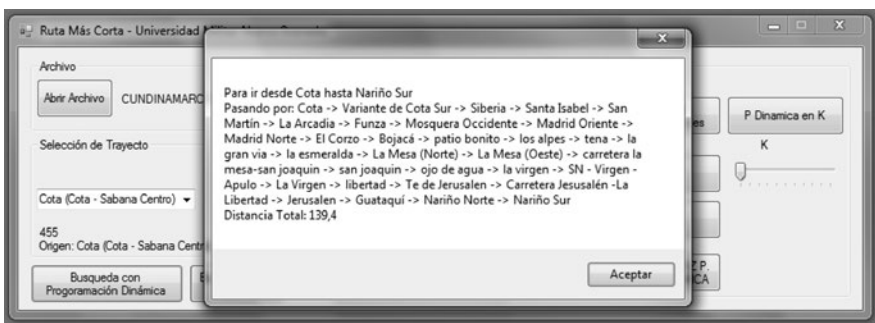 Ruta Más Corta - Universidad
Archivo
Abrir Archivo
CUNDINAMARC
Selección de Trayecto
Cota (Cota - Sabana Centro)
455
Origen: Cota (Cota - Sabana Centr
Busqueda con
Progoramación Dinámica
Para ir desde Cota hasta Nariño Sur
Pasando por: Cota -> Variante de Cota Sur -> Siberia -> Santa Isabel -> San
Martín -> La Arcadia -> Funza -> Mosquera Occidente -> Madrid Oriente ->
Madrid Norte -> El Corzo -> Bojacá -> patio bonito -> los alpes -> tena -> la
gran via -> la esmeralda -> La Mesa (Norte) -> La Mesa (Oeste) -> carretera la
mesa-san joaquin -> san joaquin -> ojo de agua -> la virgen -> SN - Virgen -
Apulo -> La Virgen -> libertad -> Te de Jerusalen -> Carretera Jesusalén -La
Libertad -> Jerusalen -> Guataquí -> Nariño Norte -> Nariño Sur
Distancia Total: 139,4
Aceptar
es
P Dinamica en K
K
Z P.
CA